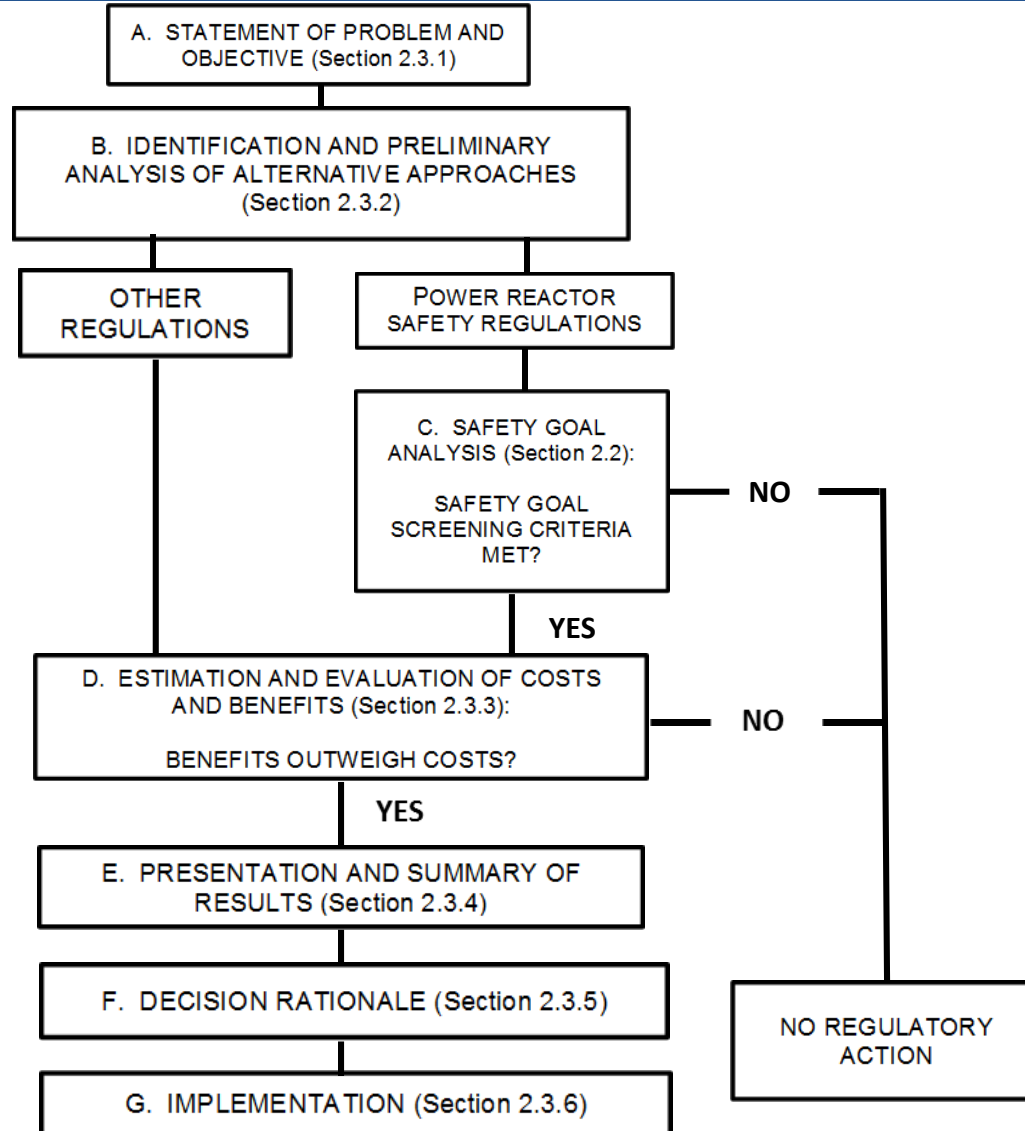 A. STATEMENT OF PROBLEM AND
OBJECTIVE (Section 2.3.1)
B. IDENTIFICATION AND PRELIMINARY
ANALYSIS OF ALTERNATIVE APPROACHES
(Section 2.3.2)
OTHER
REGULATIONS
POWER REACTOR
SAFETY REGULATIONS
C. SAFETY GOAL
ANALYSIS (Section 2.2):
SAFETY GOAL
SCREENING CRITERIA
MET?
NO
YES
D. ESTIMATION AND EVALUATION OF COSTS
AND BENEFITS (Section 2.3.3):
BENEFITS OUTWEIGH COSTS?
NO
YES
E. PRESENTATION AND SUMMARY OF
RESULTS (Section 2.3.4)
F. DECISION RATIONALE (Section 2.3.5)
NO REGULATORY
ACTION
G. IMPLEMENTATION (Section 2.3.6)